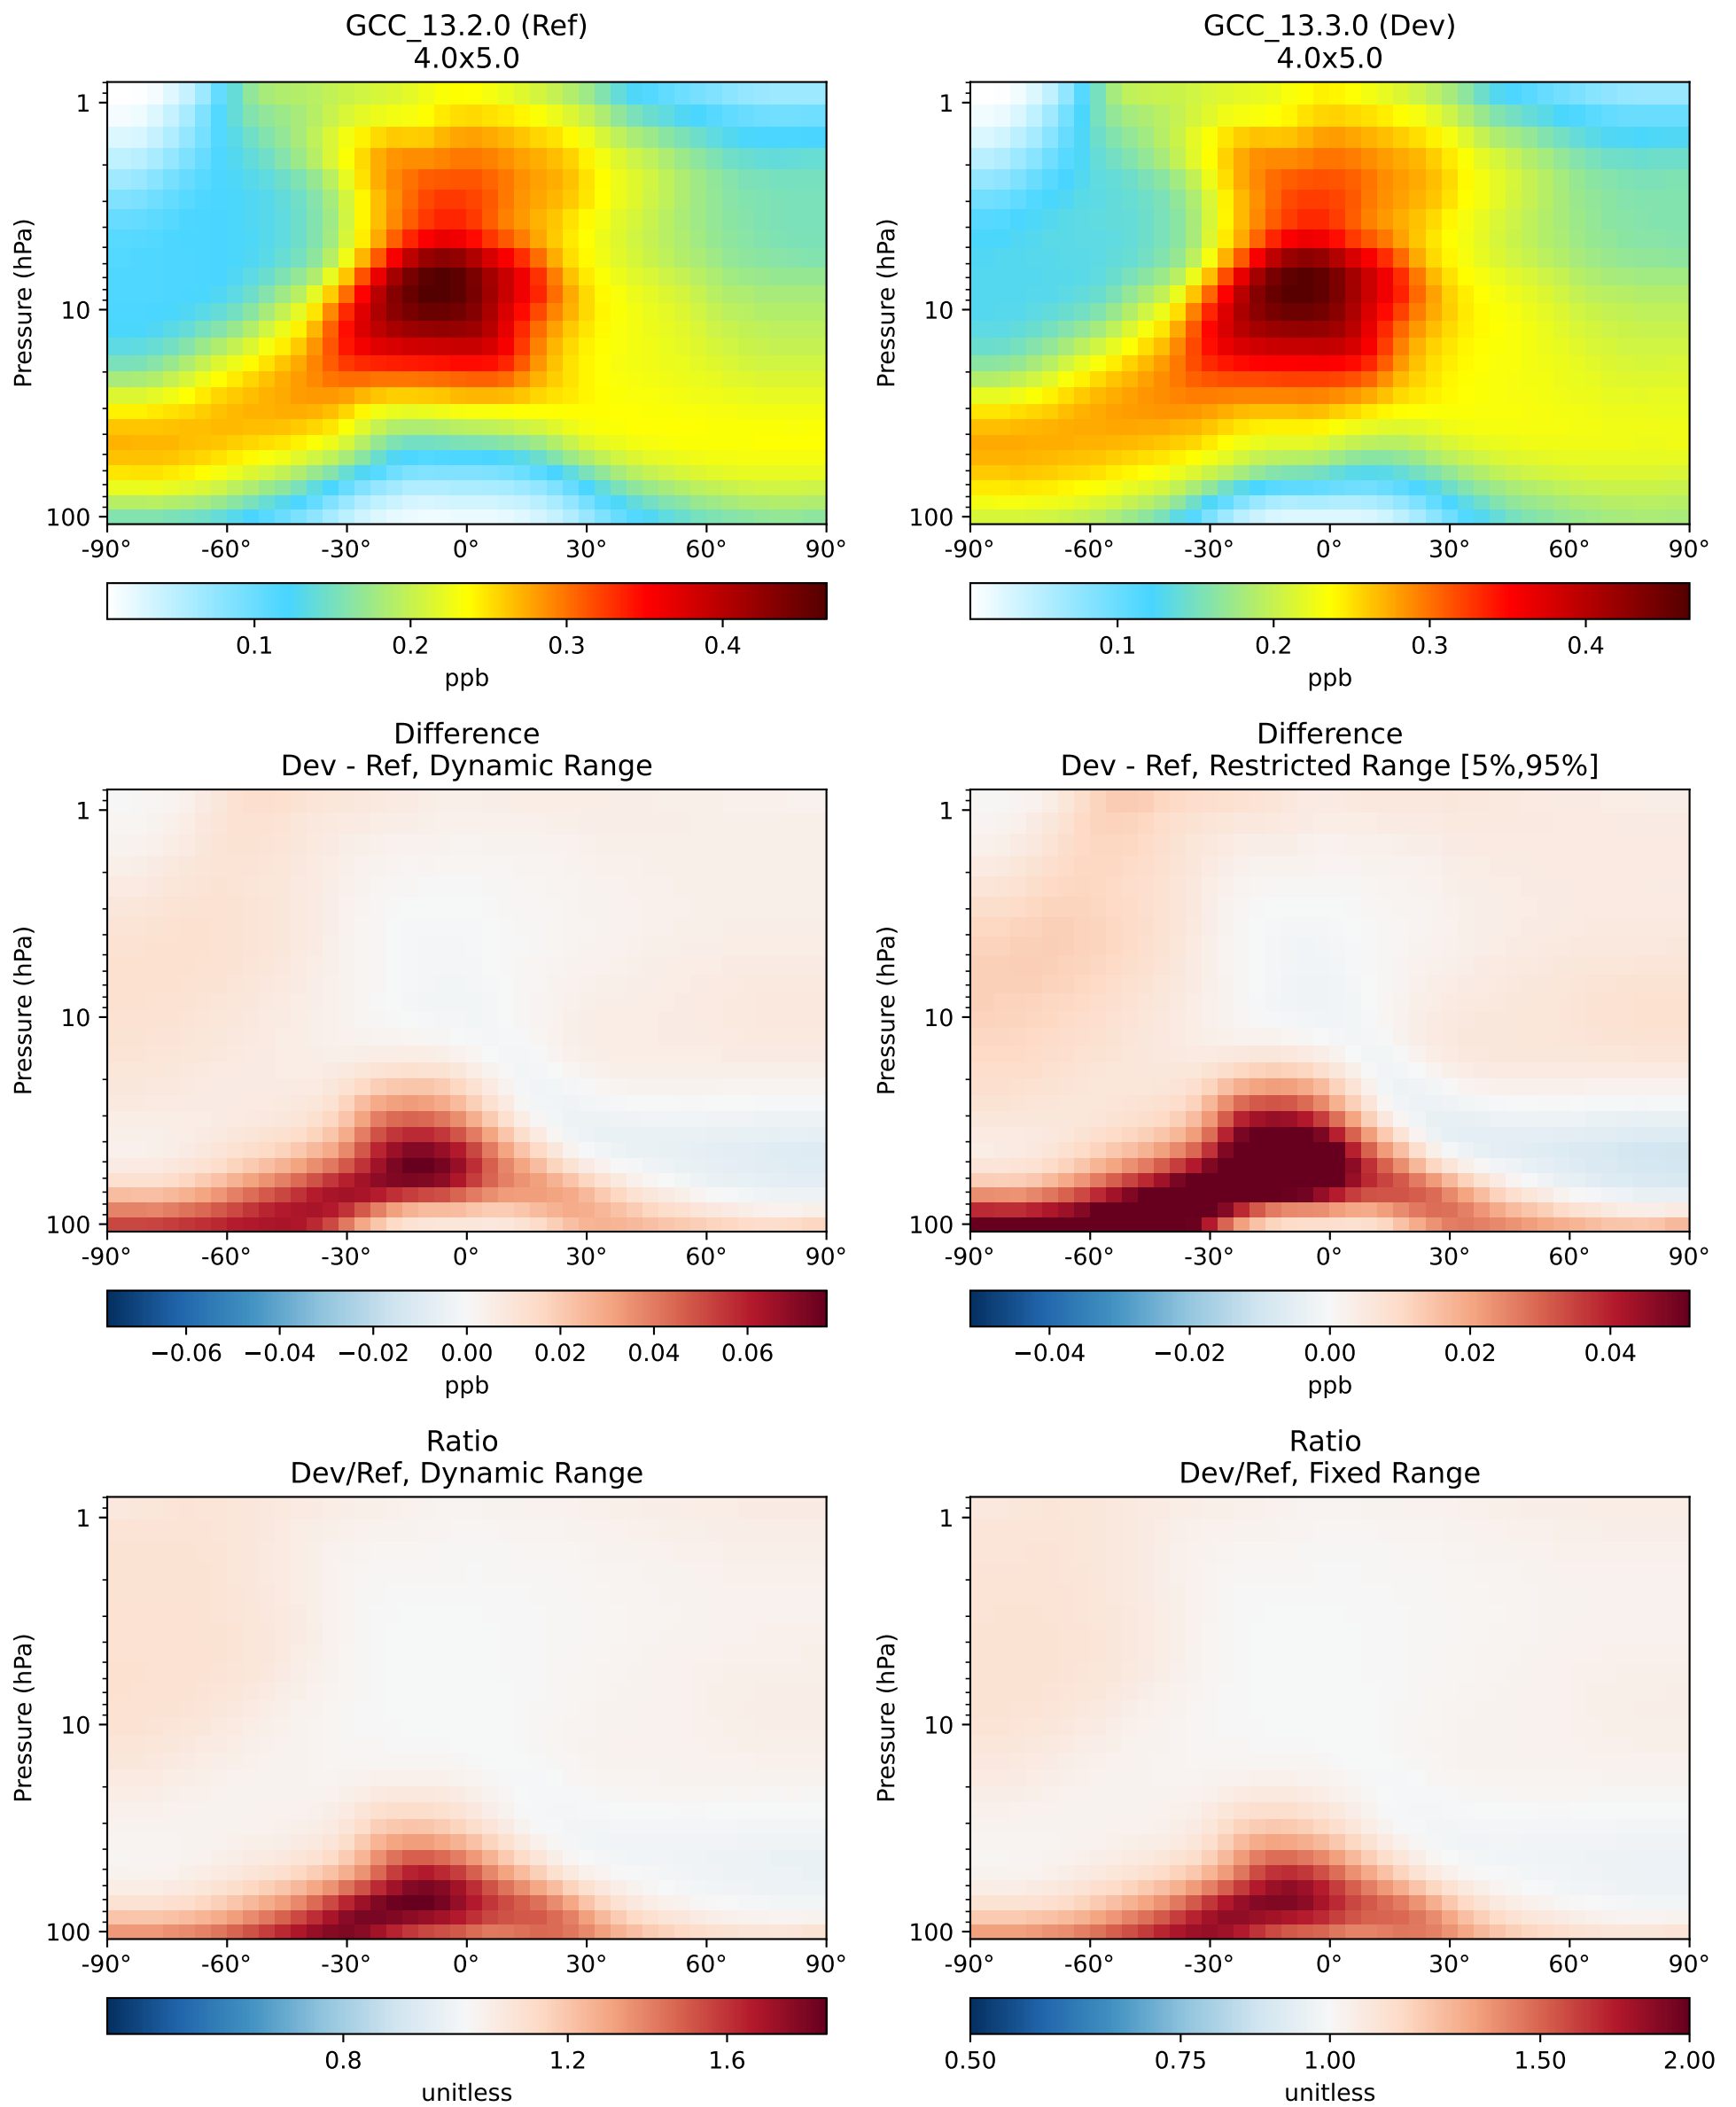 GCC_13.2.0 (Ref)
4.0x5.0
Pressure (hPa)
1
10
100
-90° -60° -30° 0° 30° 60° 90°
0.1 0.2 0.3 0.4
ppb
GCC_13.3.0 (Dev)
4.0x5.0
Pressure (hPa)
1
10
100
-90° -60° -30° 0° 30° 60° 90°
0.1 0.2 0.3 0.4
ppb
Difference
Dev - Ref, Dynamic Range
Pressure (hPa)
1
10
100
-90° -60° -30° 0° 30° 60° 90°
−0.06 −0.04 −0.02 0.00 0.02 0.04 0.06
ppb
Difference
Dev - Ref, Restricted Range [5%,95%]
Pressure (hPa)
1
10
100
-90° -60° -30° 0° 30° 60° 90°
−0.04 −0.02 0.00 0.02 0.04
ppb
Ratio
Dev/Ref, Dynamic Range
Pressure (hPa)
1
10
100
-90° -60° -30° 0° 30° 60° 90°
0.8 1.2 1.6
unitless
Ratio
Dev/Ref, Fixed Range
Pressure (hPa)
1
10
100
-90° -60° -30° 0° 30° 60° 90°
0.50 0.75 1.00 1.50 2.00
unitless